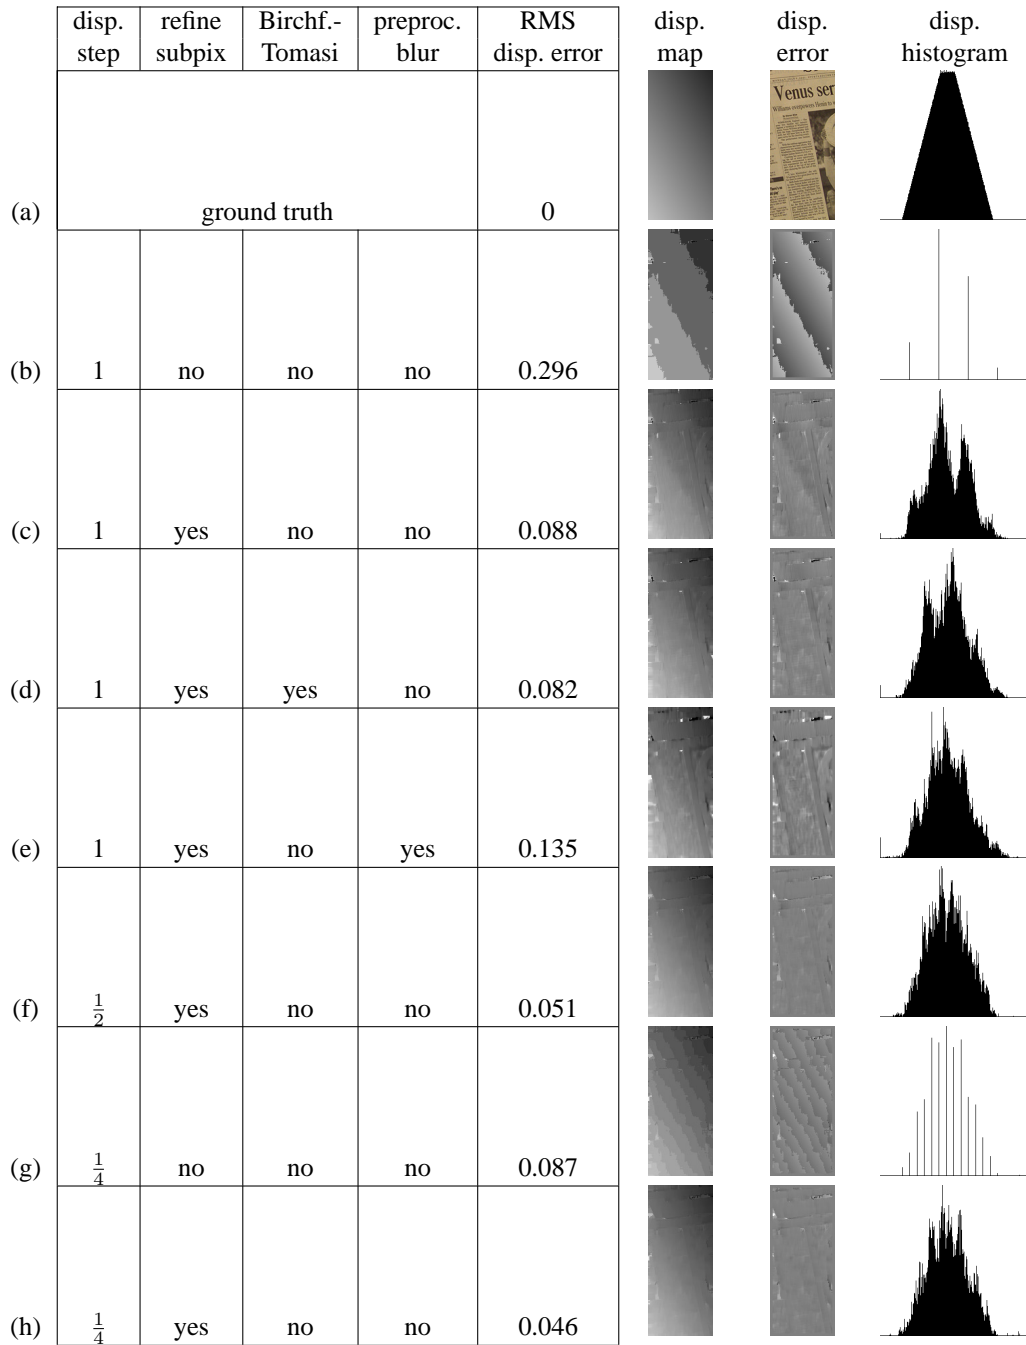 disp. refine Birchf.- preproc. RMS disp. disp. disp.
step subpix Tomasi blur disp. error map error histogram
Venus ser
(a) ground truth 0
(b) 1 no no no 0.296
(c) 1 yes no no 0.088
(d) 1 yes yes no 0.082
(e) 1 yes no yes 0.135
(f) 1/2 yes no no 0.051
(g) 1/4 no no no 0.087
(h) 1/4 yes no no 0.046